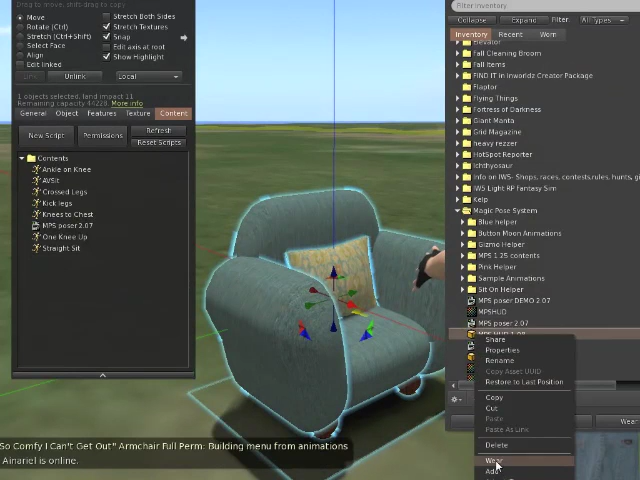 Drag to move, shift-drag to copy
Move
Rotate (Ctrl)
Stretch (Ctrl+Shift)
Select Face
Align
Edit linked
Stretch Both Sides
Stretch Textures
Snap
Edit axis at root
Show Highlight
Link
Unlink
Local
1 objects selected, land impact 11
Remaining capacity 44228. More info
General
Object
Features
Texture
Content
New Script
Permissions
Refresh
Reset Scripts
Contents
Ankle on Knee
AVSit
Crossed Legs
Kick legs
Knees to Chest
MPS poser 2.07
One Knee Up
Straight Sit
Filter Inventory
Collapse
Expand
Filter:
All Types
Inventory
Recent
Worn
Elevator
Fall Cleaning Broom
Fall Items
FIND IT in InWorldz Creator Package
Flaptor
Flying Things
Fortress of Darkness
Giant Manta
Grid Magazine
heavy rezzer
HotSpot Reporter
Ichthyosaur
Info on IWS- Shops, races, contests,rules, hunts, gi
IWS Light RP Fantasy Sim
Kelp
Magic Pose System
Blue helper
Button Moon Animations
Gizmo Helper
MPS 1.25 contents
Pink Helper
Sample Animations
Sit On Helper
MPS poser DEMO 2.07
MPSHUD
MPS poser 2.07
Share
Properties
Rename
Copy Asset UUID
Restore to Last Position
Copy
Cut
Paste
Paste As Link
Delete
Wear
Add
Wear
So Comfy I Can't Get Out" Armchair Full Perm: Building menu from animations
Ainariel is online.